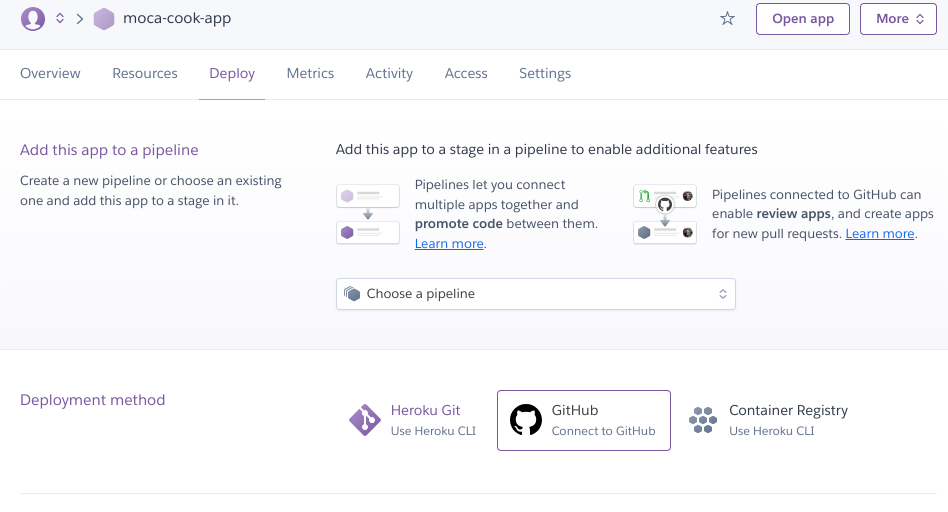 moca-cook-app
Open app
More
Overview
Resources
Deploy
Metrics
Activity
Access
Settings
Add this app to a pipeline
Create a new pipeline or choose an existing
one and add this app to a stage in it.
Add this app to a stage in a pipeline to enable additional features
Pipelines let you connect
multiple apps together and
promote code between them.
Learn more.
Pipelines connected to GitHub can
enable review apps, and create apps
for new pull requests. Learn more.
Choose a pipeline
Deployment method
Heroku Git
Use Heroku CLI
GitHub
Connect to GitHub
Container Registry
Use Heroku CLI